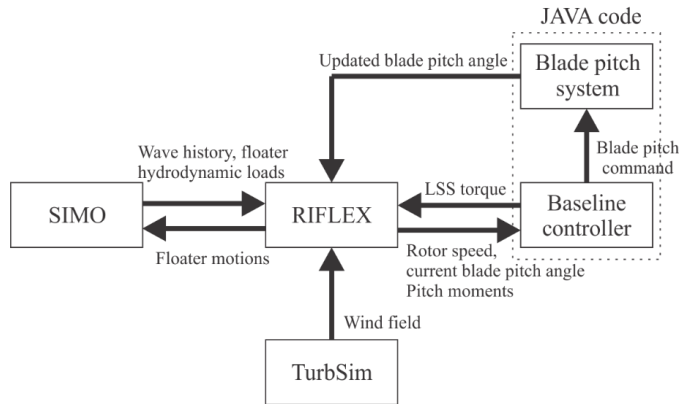 JAVA code
Updated blade pitch angle
Blade pitch
system
Blade pitch
command
Wave history, floater
hydrodynamic loads
SIMO
RIFLEX
LSS torque
Baseline
controller
Floater motions
Rotor speed,
current blade pitch angle
Pitch moments
Wind field
TurbSim